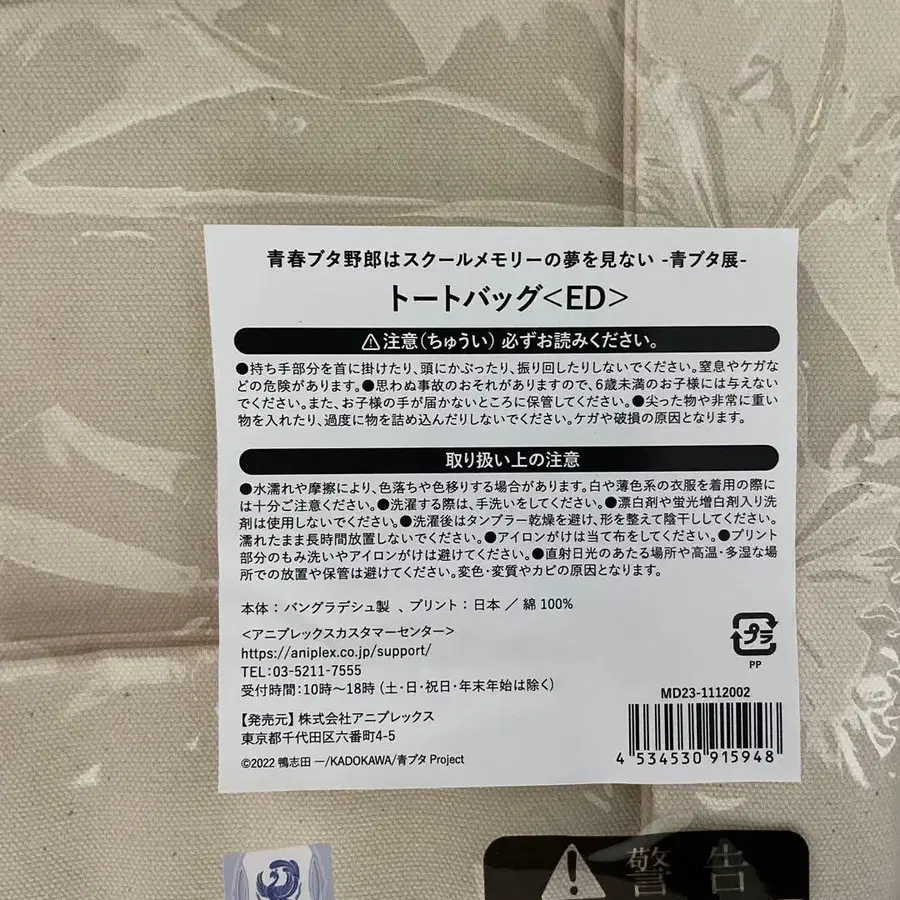 青春ブタ野郎はスクールメモリーの夢を見ない -青ブタ展-
トートバッグ<ED>
⚠注意(ちゅうい) 必ずお読みください。
●持ち手部分を首に掛けたり、頭にかぶったり、振り回したりしないでください。窒息やケガな
どの危険があります。●思わぬ事故のおそれがありますので、6歳未満のお子様には与えない
でください。また、お子様の手が届かないところに保管してください。●尖った物や非常に重い
物を入れたり、過度に物を詰め込んだりしないでください。ケガや破損の原因となります。
取り扱い上の注意
●水濡れや摩擦により、色落ちや色移りする場合があります。白や薄色系の衣服を着用の際に
は十分ご注意ください。●洗濯する際は、手洗いをしてください。●漂白剤や蛍光増白剤入り洗
剤は使用しないでください。●洗濯後はタンブラー乾燥を避け、形を整えて陰干ししてください。
濡れたまま長時間放置しないでください。●アイロンがけは当て布をしてください。●プリント
部分のもみ洗いやアイロンがけは避けてください。●直射日光のあたる場所や高温・多湿な場
所での放置や保管は避けてください。変色・変質やカビの原因となります。
本体：バングラデシュ製 、プリント：日本 ／ 綿 100%
<アニプレックスカスタマーセンター>
https://aniplex.co.jp/support/
TEL:03-5211-7555
受付時間：10時〜18時 (土・日・祝日・年末年始は除く)
プラ
PP
【発売元】株式会社アニプレックス
東京都千代田区六番町4-5
©2022 鴨志田 一/KADOKAWA/青ブタ Project
MD23-1112002
4 534530 915948
警告